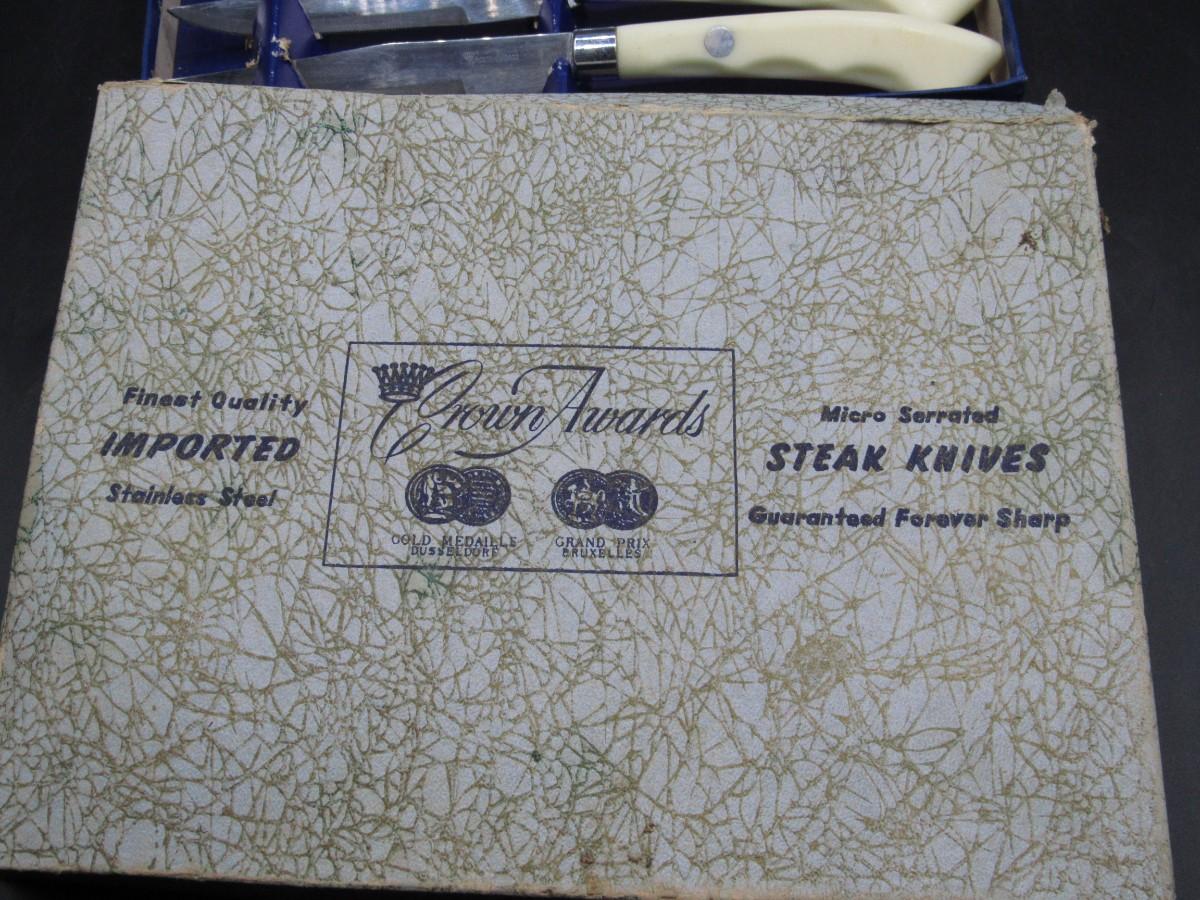 Finest Quality
IMPORTED
Stainless Steel
Crown Awards
GOLD MEDAILLE
DUSSELDORF
GRAND PRIX
BRUXELLES
Micro Serrated
STEAK KNIVES
Guaranteed Forever Sharp